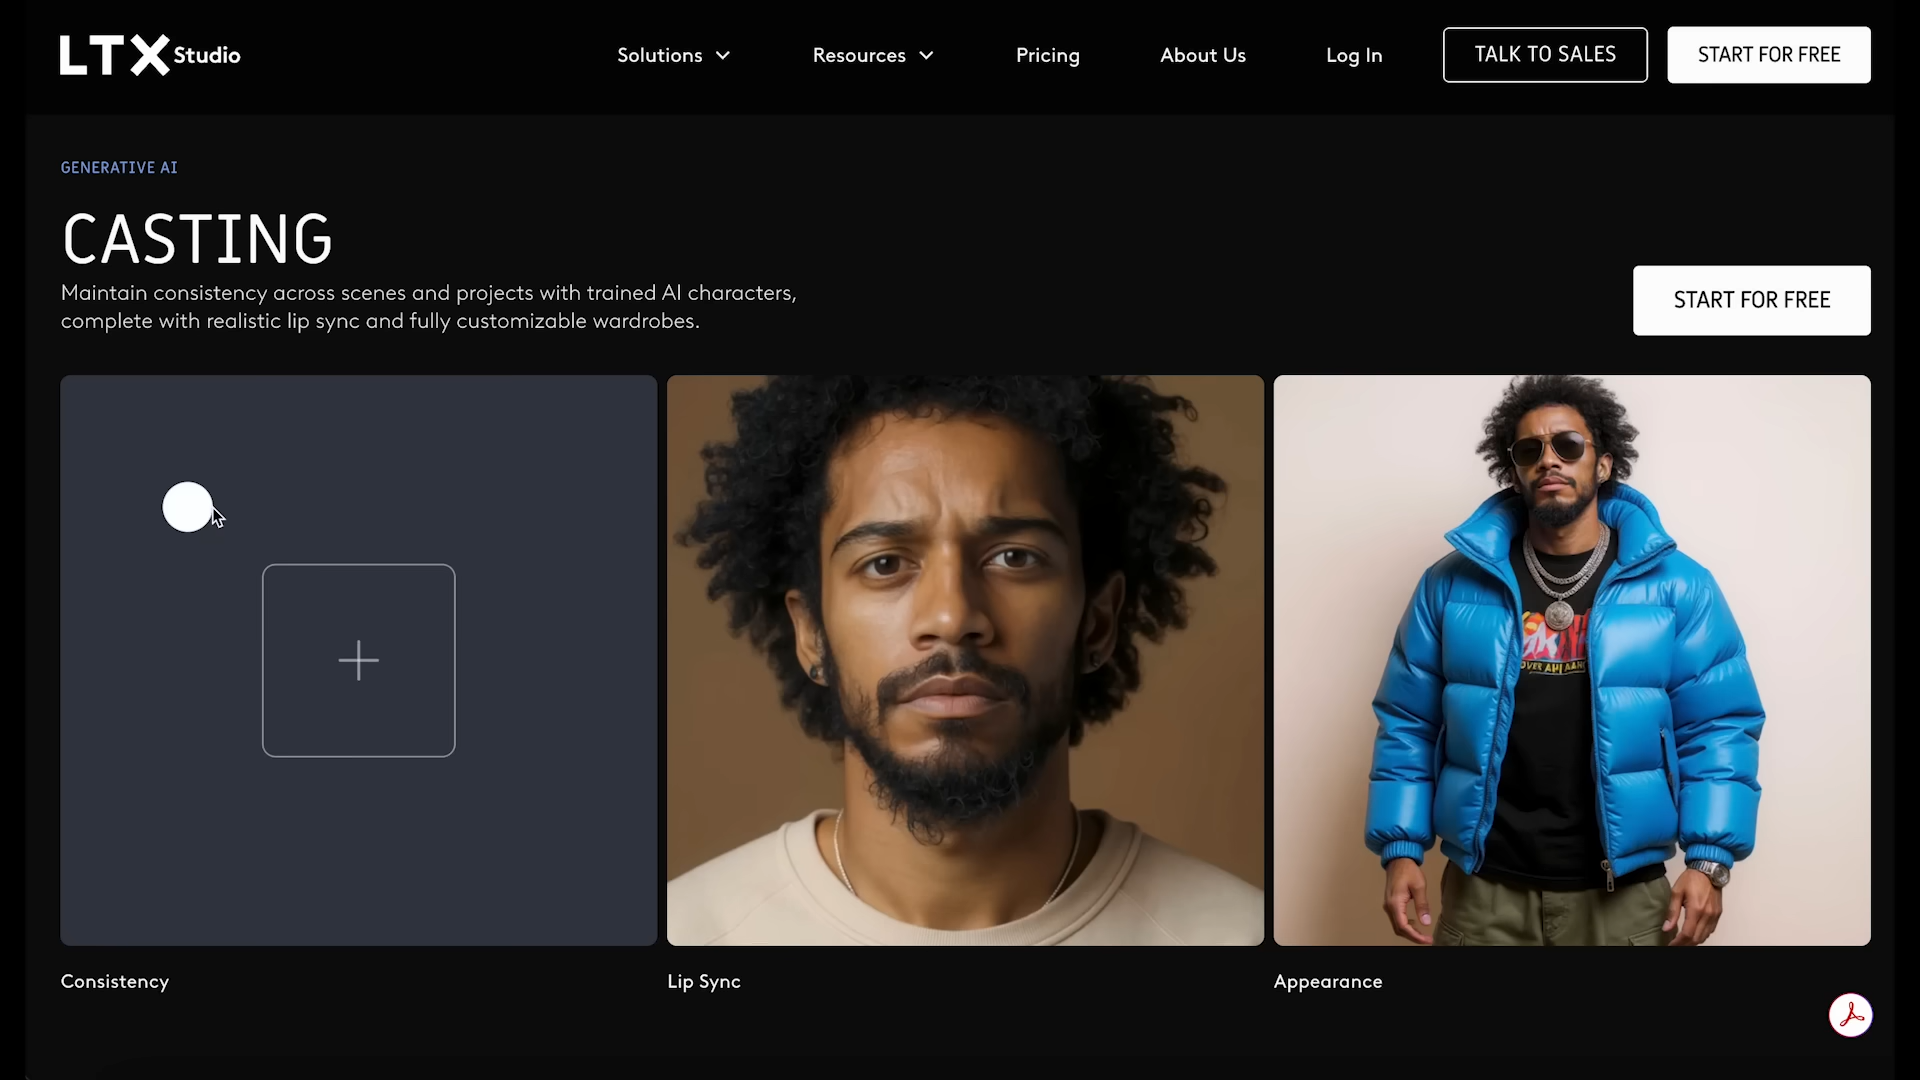 LTX Studio
Solutions
Resources
Pricing
About Us
Log In
TALK TO SALES
START FOR FREE
GENERATIVE AI
CASTING
Maintain consistency across scenes and projects with trained AI characters,
complete with realistic lip sync and fully customizable wardrobes.
START FOR FREE
Consistency
Lip Sync
Appearance